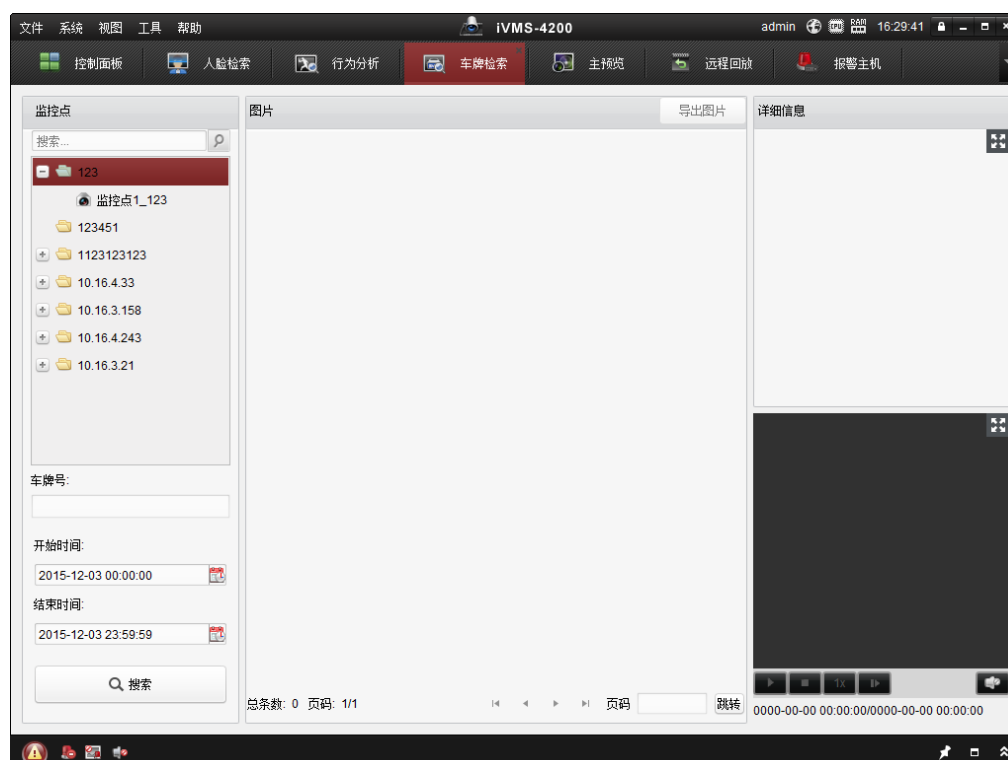 文件 系统 视图 工具 帮助 iVMS-4200 admin CPU RAM 16:29:41
控制面板 人脸检索 行为分析 车牌检索 主预览 远程回放 报警主机
监控点 图片 导出图片 详细信息
搜索...
123
监控点1_123
123451
1123123123
10.16.4.33
10.16.3.158
10.16.4.243
10.16.3.21
车牌号:
开始时间:
2015-12-03 00:00:00
结束时间:
2015-12-03 23:59:59
搜索
1x
总条数: 0 页码: 1/1 页码 跳转
0000-00-00 00:00:00/0000-00-00 00:00:00